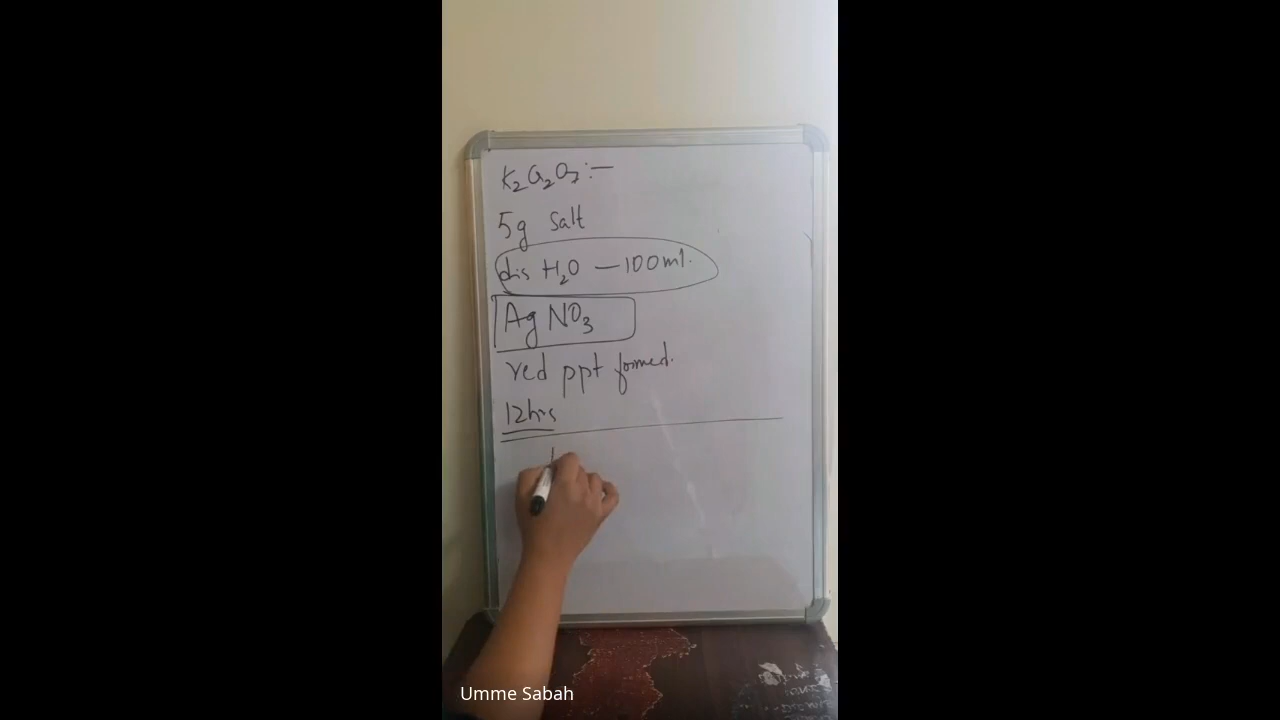 K₂Cr₂O₇:—
5g Salt
dis H₂O — 100ml.
AgNO₃
red ppt formed.
12hrs
Umme Sabah